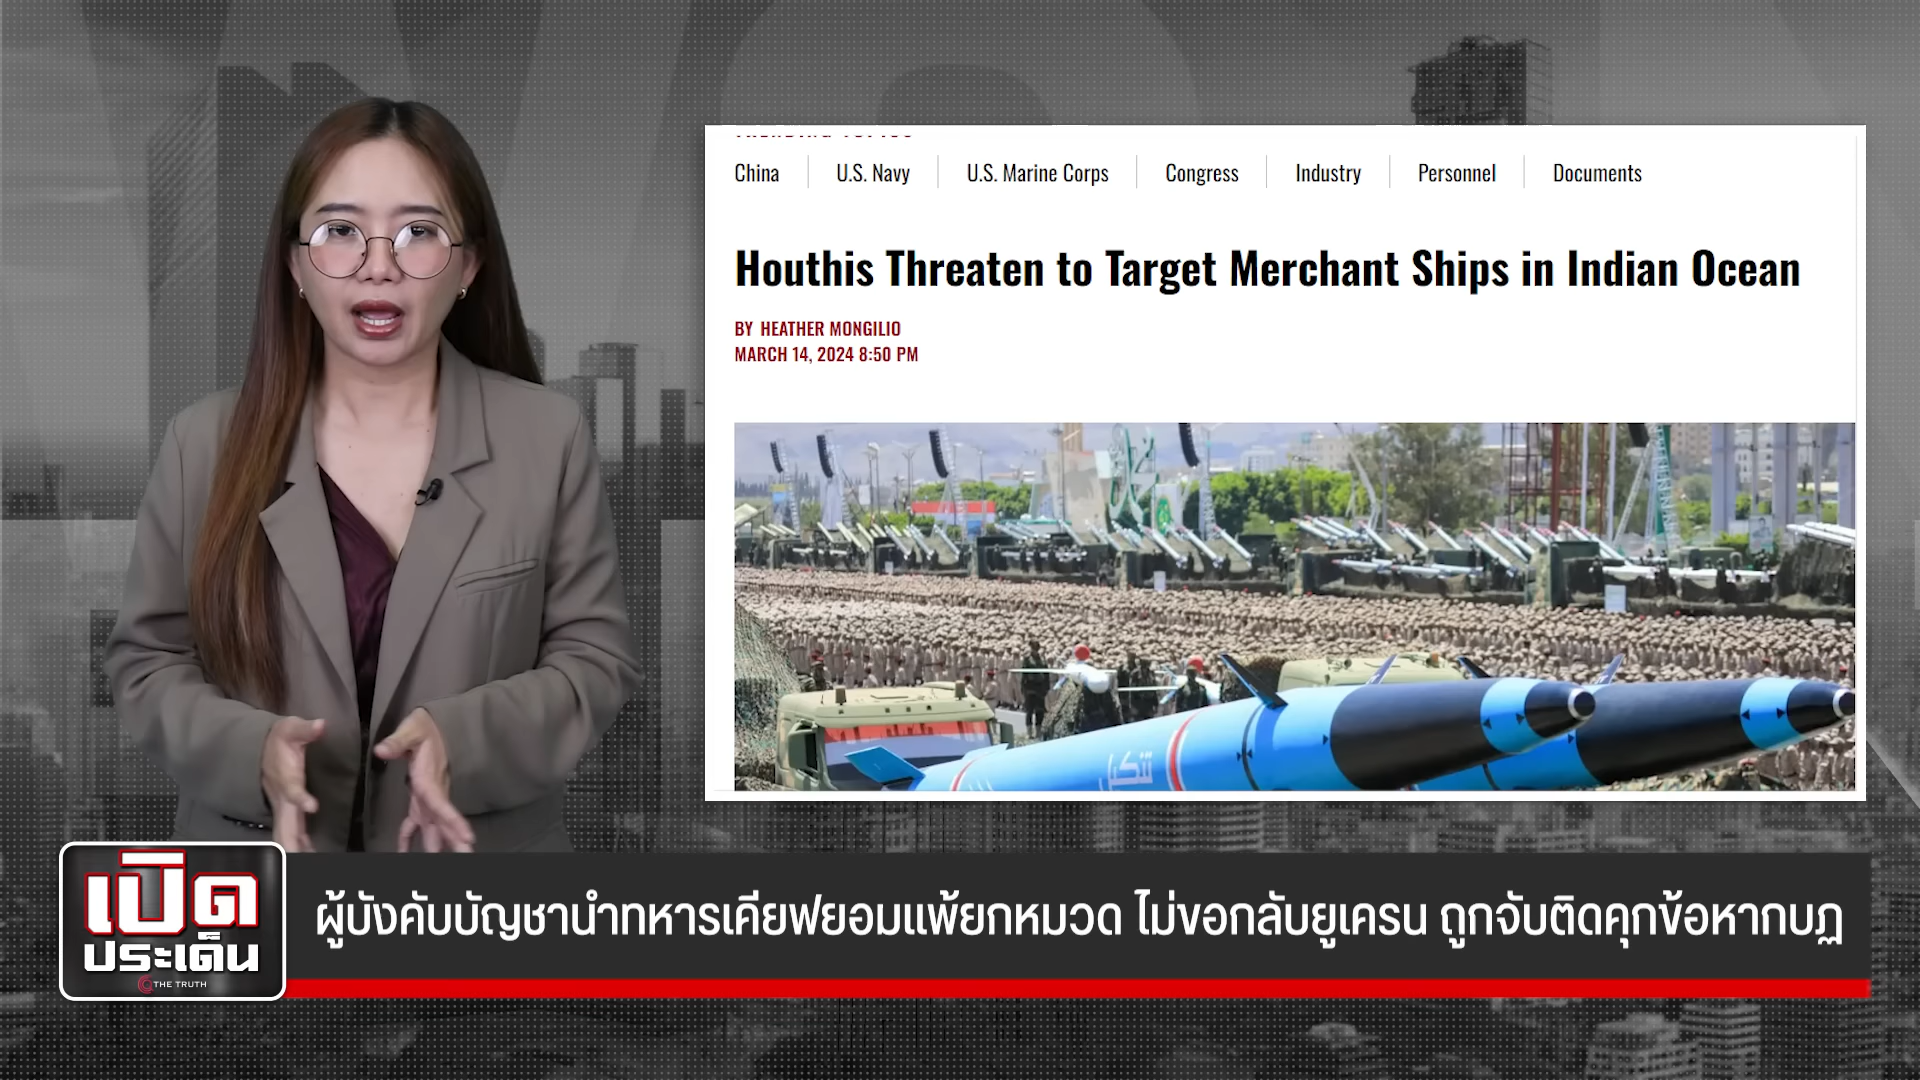 China
U.S. Navy
U.S. Marine Corps
Congress
Industry
Personnel
Documents
Houthis Threaten to Target Merchant Ships in Indian Ocean
BY HEATHER MONGILIO
MARCH 14, 2024 8:50 PM
เปิด
ประเด็น
THE TRUTH
ผู้บังคับบัญชานำทหารเคียฟยอมแพ้ยกหมวด ไม่ขอกลับยูเครน ถูกจับติดคุกข้อหากบฏ